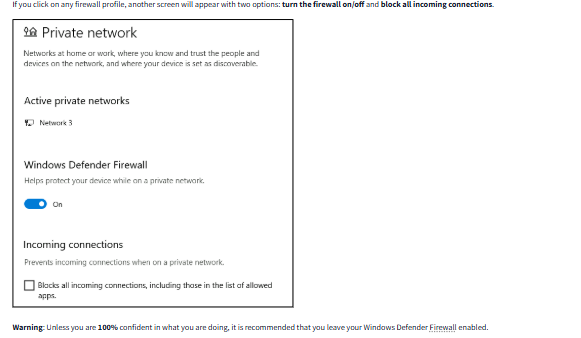 If you click on any firewall profile, another screen will appear with two options: turn the firewall on/off and block all incoming connections.
Private network
Networks at home or work, where you know and trust the people and
devices on the network, and where your device is set as discoverable.
Active private networks
Network 3
Windows Defender Firewall
Helps protect your device while on a private network.
On
Incoming connections
Prevents incoming connections when on a private network.
Blocks all incoming connections, including those in the list of allowed
apps.
Warning: Unless you are 100% confident in what you are doing, it is recommended that you leave your Windows Defender Firewall enabled.